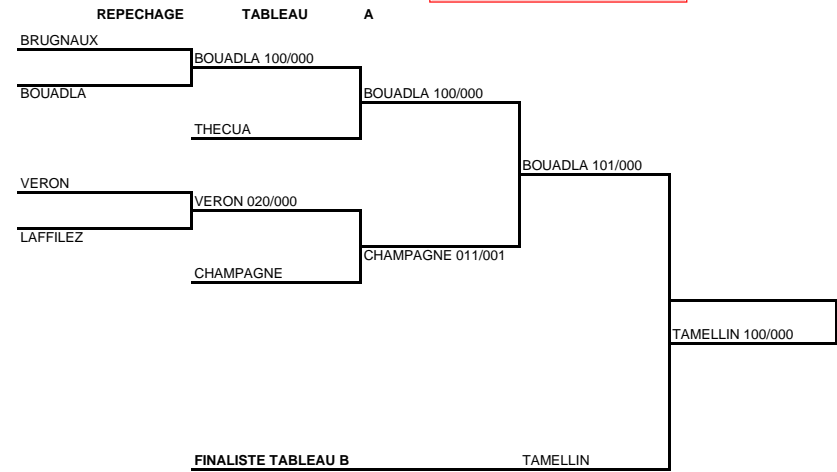 REPECHAGE TABLEAU A
BRUGNAUX
BOUADLA 100/000
BOUADLA
BOUADLA 100/000
THECUA
BOUADLA 101/000
VERON
VERON 020/000
LAFFILEZ
CHAMPAGNE 011/001
CHAMPAGNE
TAMELLIN 100/000
FINALISTE TABLEAU B TAMELLIN